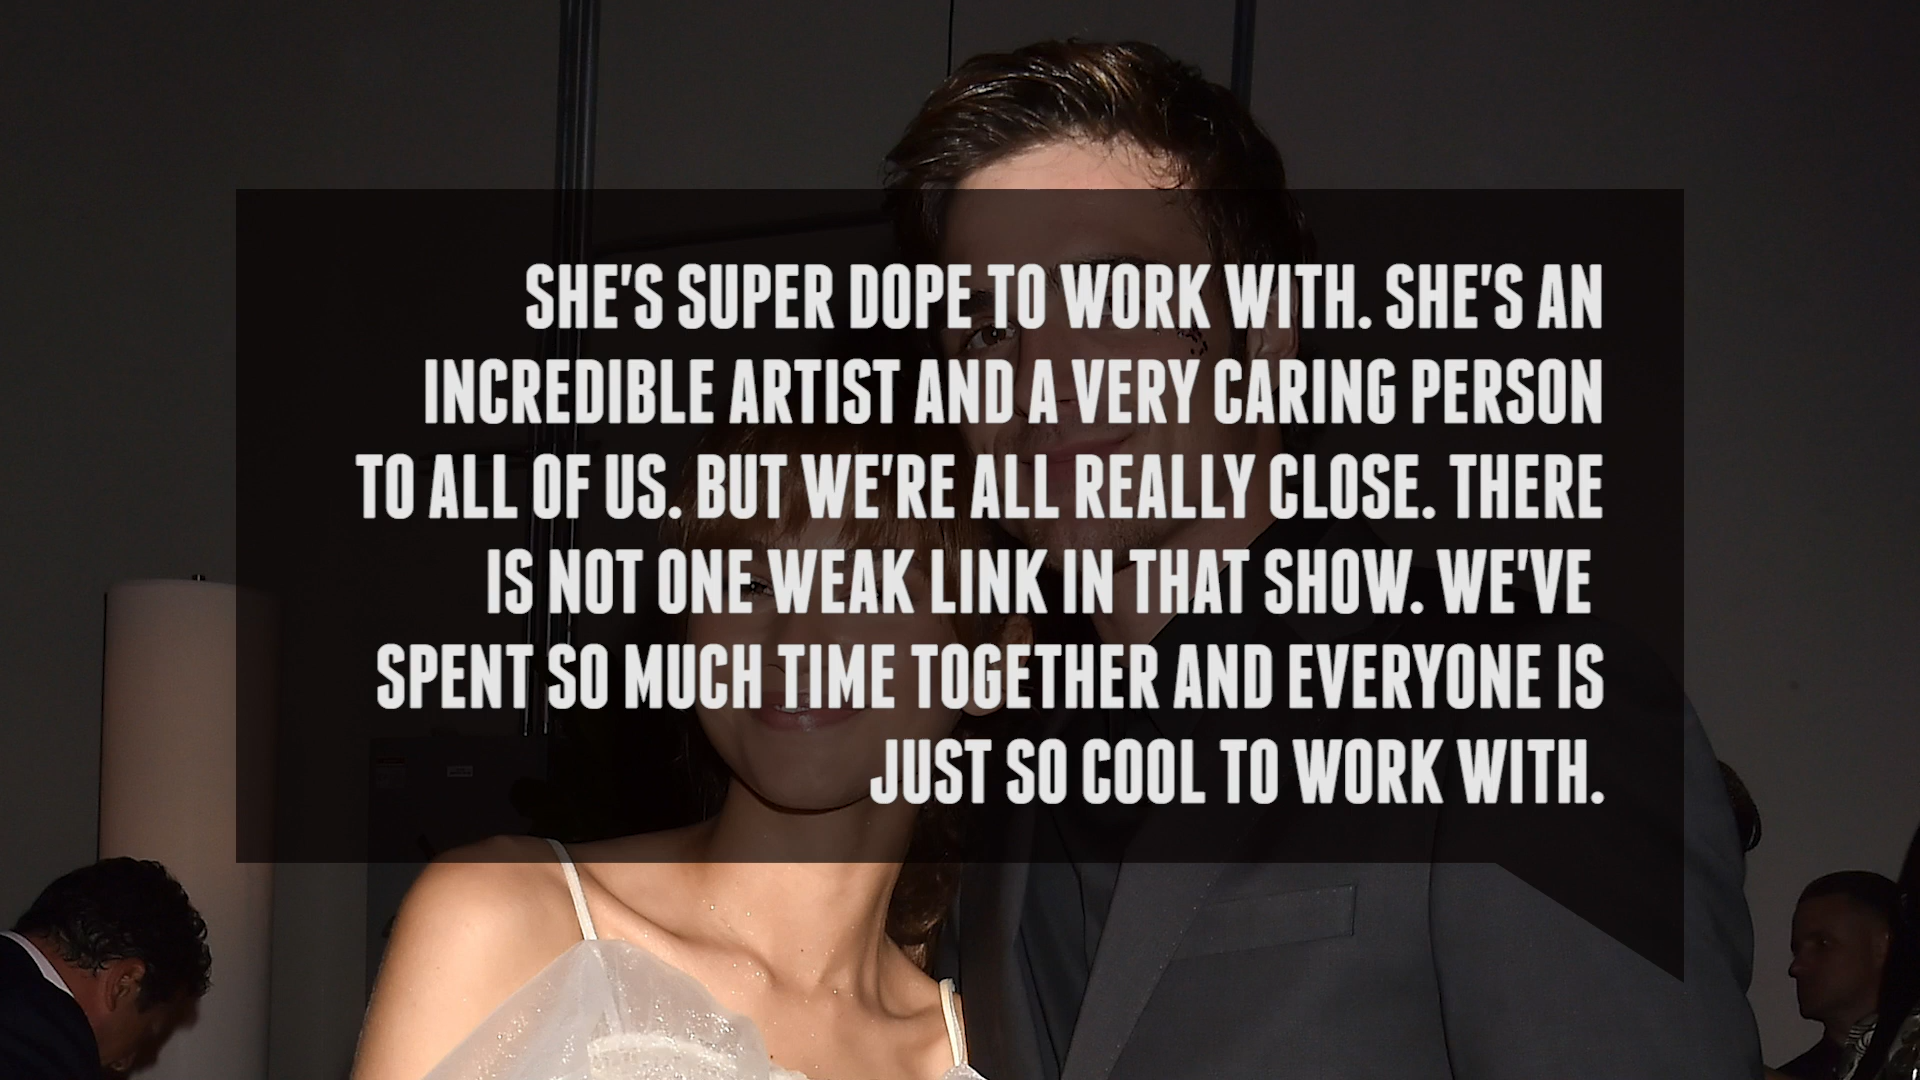 SHE'S SUPER DOPE TO WORK WITH. SHE'S AN
INCREDIBLE ARTIST AND A VERY CARING PERSON
TO ALL OF US. BUT WE'RE ALL REALLY CLOSE. THERE
IS NOT ONE WEAK LINK IN THAT SHOW. WE'VE
SPENT SO MUCH TIME TOGETHER AND EVERYONE IS
JUST SO COOL TO WORK WITH.